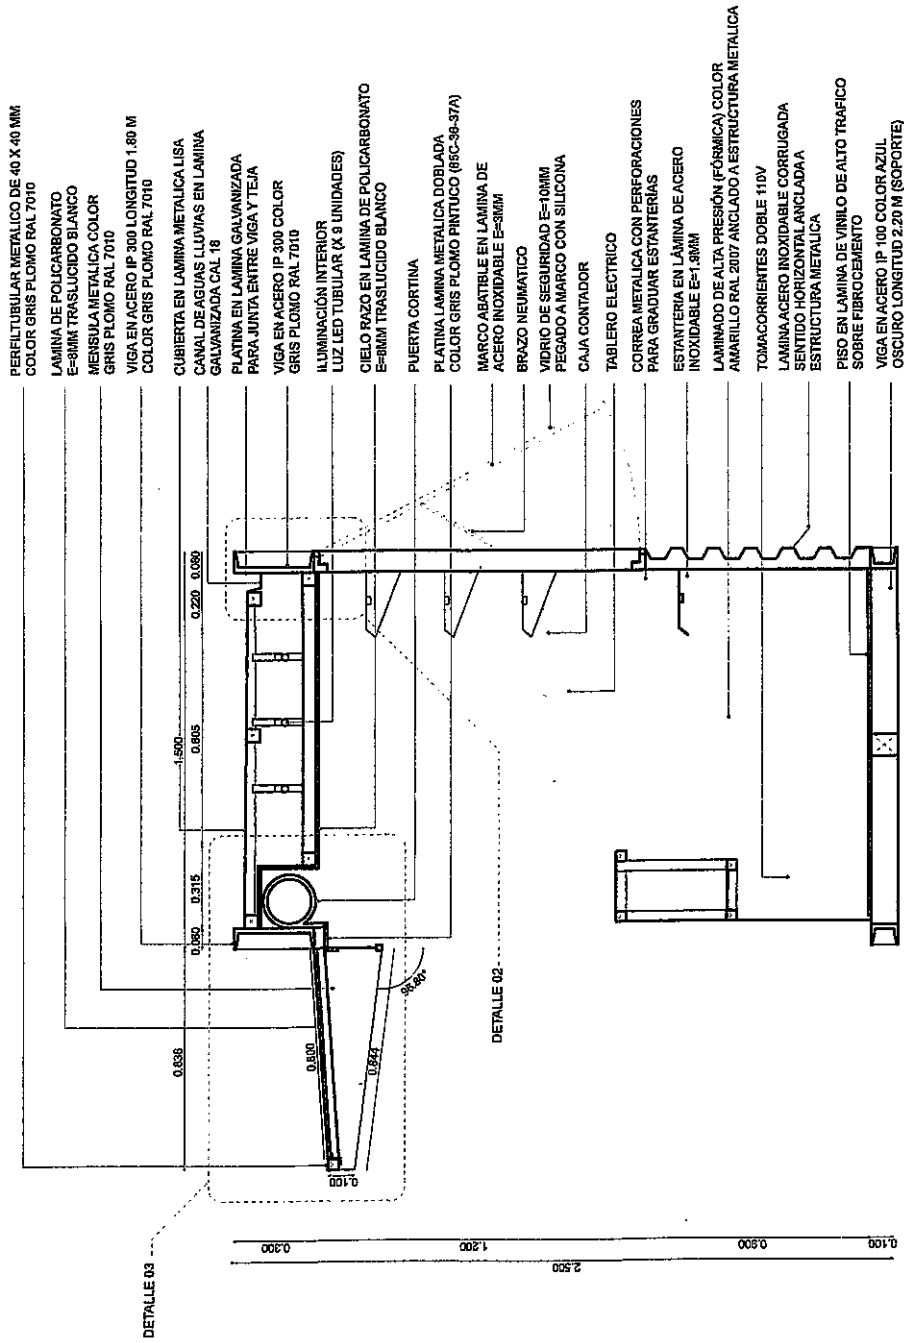 PERFIL TUBULAR METALICO DE 40 X 40 MM
COLOR GRIS PLOMO RAL 7010
LAMINA DE POLICARBONATO
E=8MM TRASLUCIDO BLANCO
MENSULA METALICA COLOR
GRIS PLOMO RAL 7010
VIGA EN ACERO IP 300 LONGITUD 1.80 M
COLOR GRIS PLOMO RAL 7010
CUBIERTA EN LAMINA METALICA LISA
CANAL DE AGUAS LLUVIAS EN LAMINA
GALVANIZADA CAL 18
PLATINA EN LAMINA GALVANIZADA
PARA JUNTA ENTRE VIGA Y TEJA
VIGA EN ACERO IP 300 COLOR
GRIS PLOMO RAL 7010
ILUMINACIÓN INTERIOR
LUZ LED TUBULAR (X 9 UNIDADES)
CIELO RAZO EN LAMINA DE POLICARBONATO
E=8MM TRASLUCIDO BLANCO
PUERTA CORTINA
PLATINA LAMINA METALICA DOBLADA
COLOR GRIS PLOMO PINTUCO (85C-36-37A)
MARCO ABATIBLE EN LAMINA DE
ACERO INOXIDABLE E=3MM
BRAZO NEUMATICO
VIDRIO DE SEGURIDAD E=10MM
PEGADO A MARCO CON SILICONA
CAJA CONTADOR
TABLERO ELECTRICO
CORREA METALICA CON PERFORACIONES
PARA GRADUAR ESTANTERÍAS
ESTANTERIA EN LÁMINA DE ACERO
INOXIDABLE E=1,9MM
LAMINADO DE ALTA PRESIÓN (FÓRMICA) COLOR
AMARILLO RAL 2007 ANCLADO A ESTRUCTURA METALICA
TOMACORRIENTES DOBLE 110V
LAMINA ACERO INOXIDABLE CORRUGADA
SENTIDO HORIZONTAL ANCLADA A
ESTRUCTURA METALICA
PISO EN LAMINA DE VINILO DE ALTO TRAFICO
SOBRE FIBROCEMENTO
VIGA EN ACERO IP 100 COLOR AZUL
OSCURO LONGITUD 2.20 M (SOPORTE)
0.836
1.500
0.080
0.315
0.805
0.220
0.080
0.600
0.844
0.100
96.80°
DETALLE 02
DETALLE 03
0.300
1.200
0.900
0.100
2.500